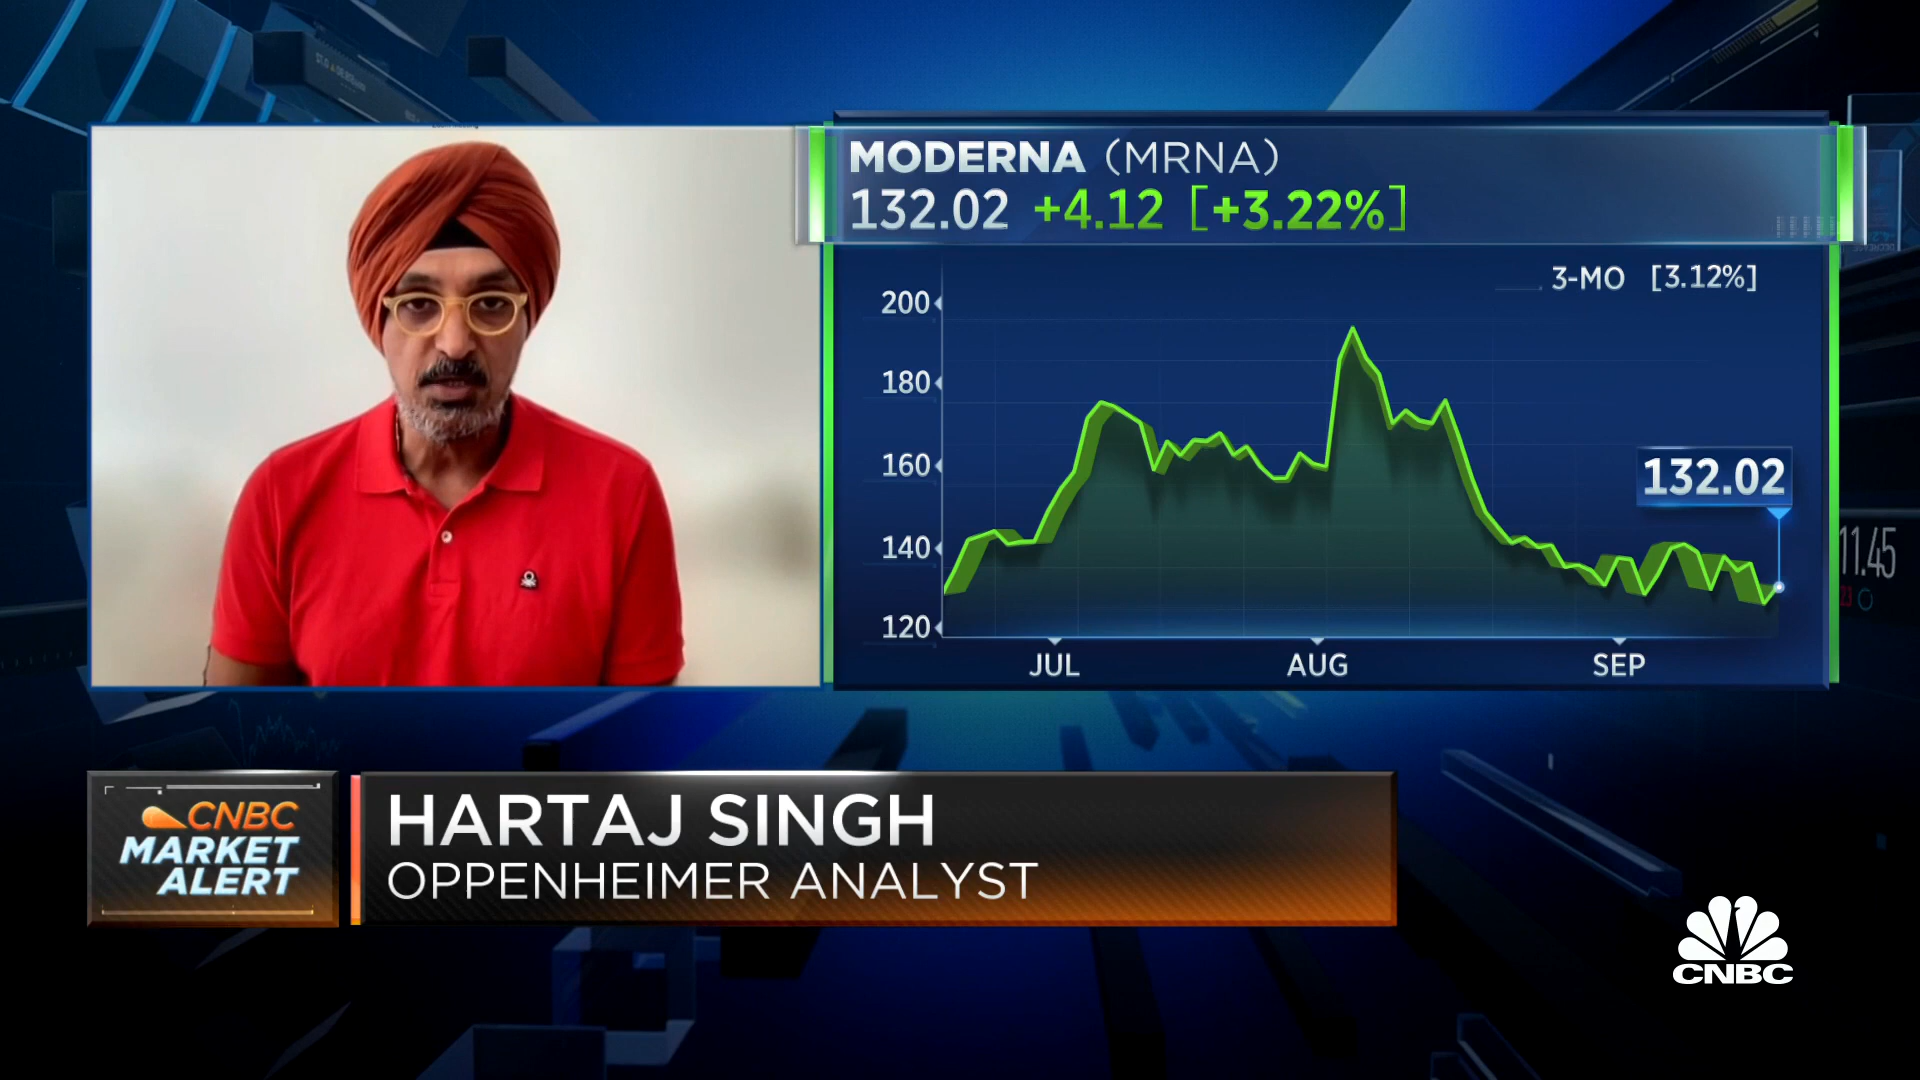 MODERNA (MRNA)
132.02 +4.12 [+3.22%]
3-MO [3.12%]
200
180
160
140
120
132.02
JUL AUG SEP
11.45
23
CNBC
MARKET
ALERT
HARTAJ SINGH
OPPENHEIMER ANALYST
CNBC